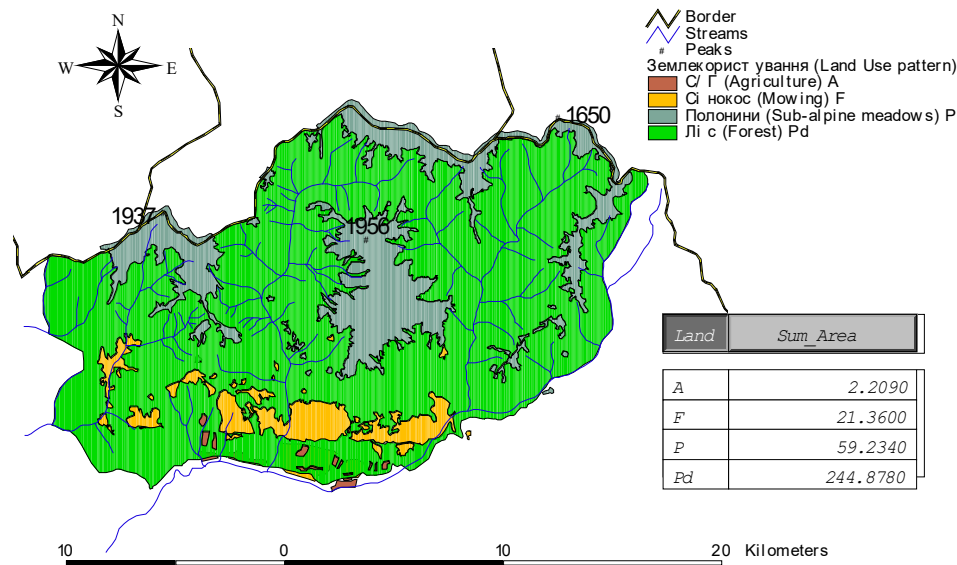 N
W
E
S
Border
Streams
# Peaks
Землекорист ування (Land Use pattern)
С/ Г (Agriculture) A
Сі нокос (Mowing) F
Полонини (Sub-alpine meadows) P
Лі с (Forest) Pd
1650
1937
1956
#
Land Sum_Area
A 2.2090
F 21.3600
P 59.2340
Pd 244.8780
10 0 10 20 Kilometers